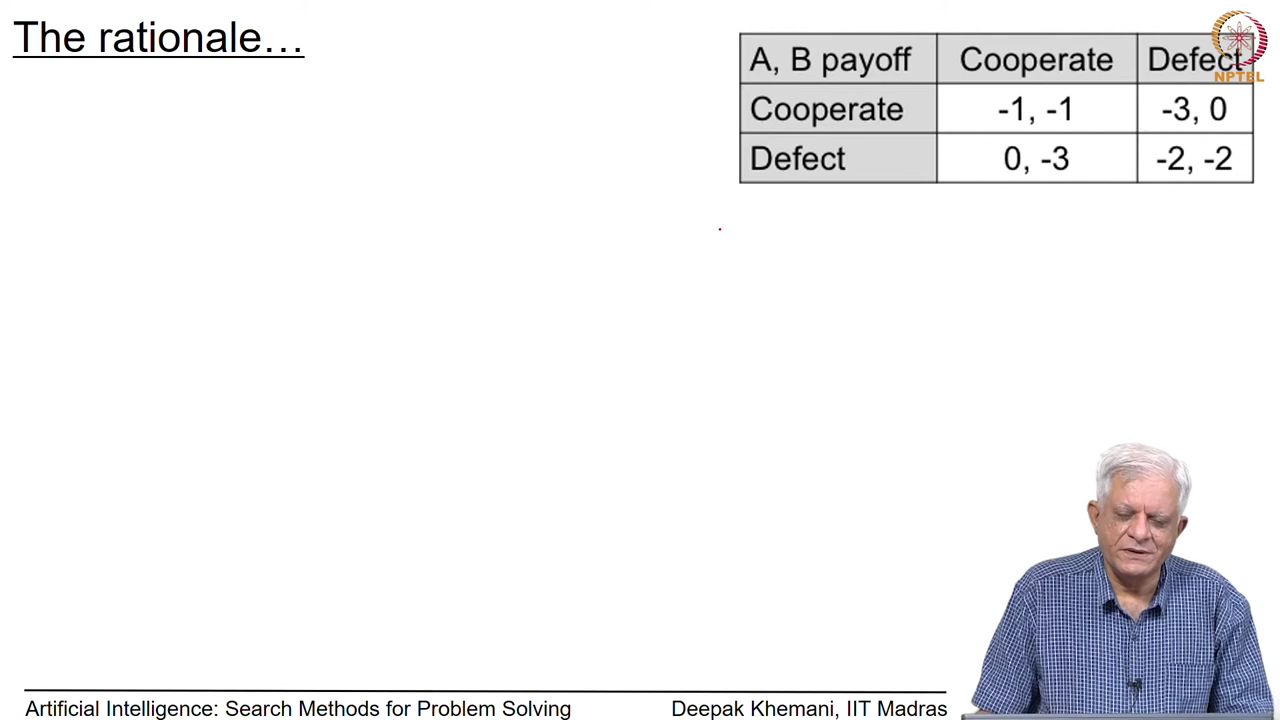 The rationale…
A, B payoff Cooperate Defect
Cooperate -1, -1 -3, 0
Defect 0, -3 -2, -2
NPTEL
Artificial Intelligence: Search Methods for Problem Solving Deepak Khemani, IIT Madras